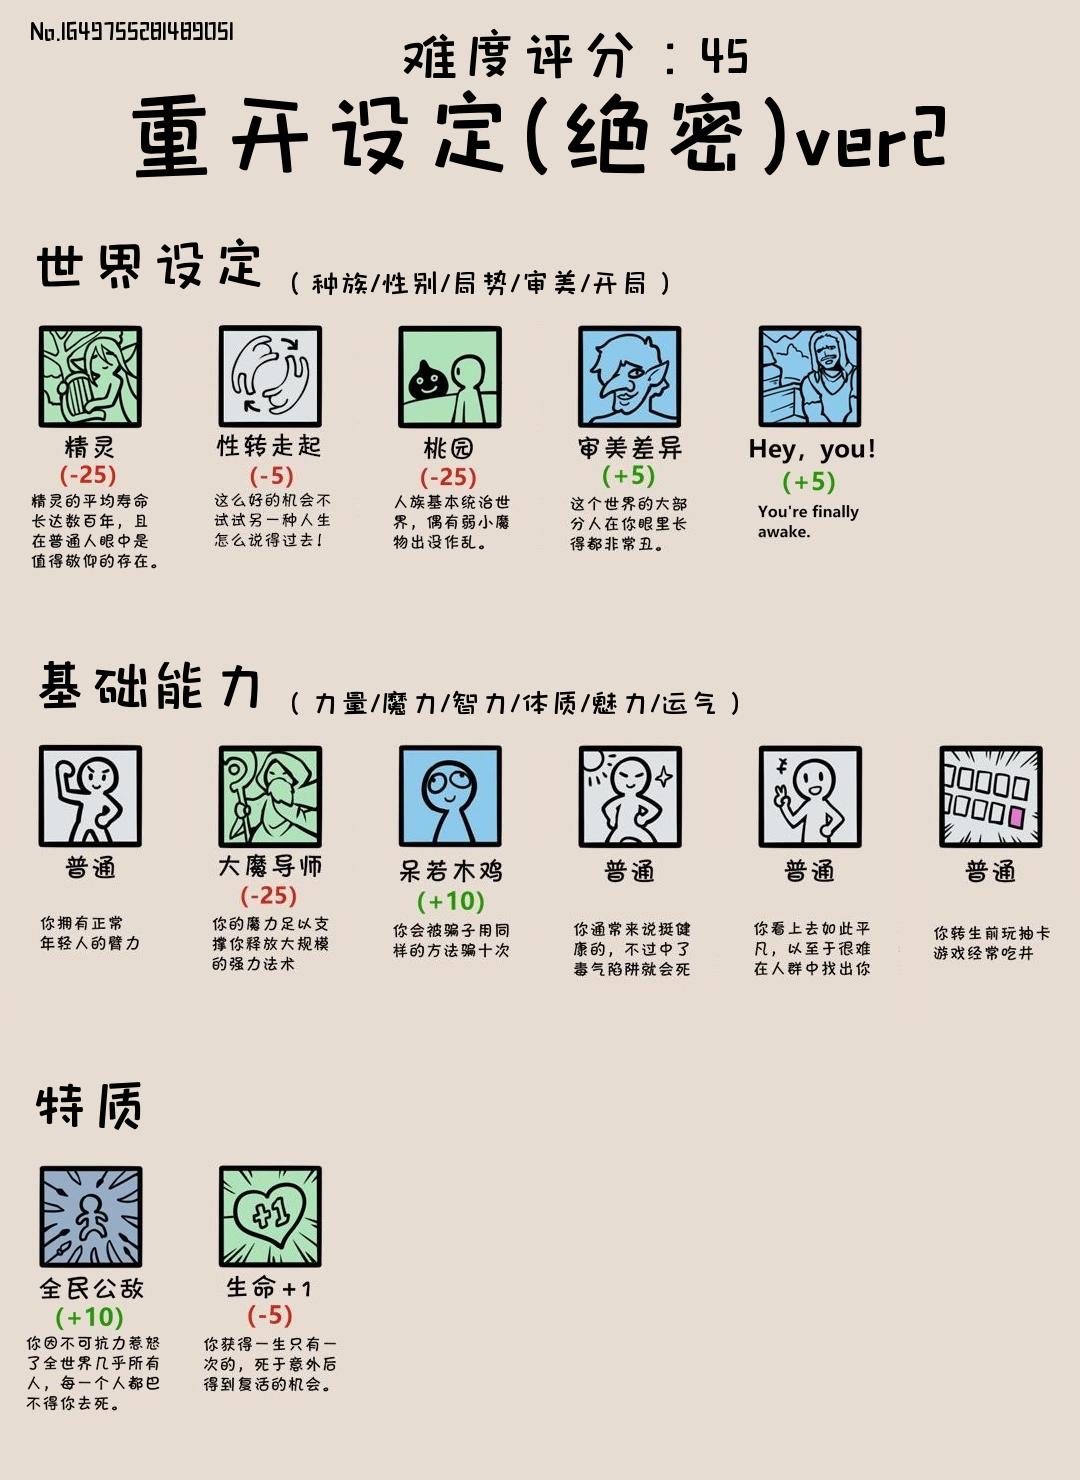 No.1649755281489051
难度评分：45
重开设定(绝密)ver2
世界设定 （种族/性别/局势/审美/开局）
精灵
(-25)
精灵的平均寿命
长达数百年，且
在普通人眼中是
值得敬仰的存在。
性转走起
(-5)
这么好的机会不
试试另一种人生
怎么说得过去！
桃园
(-25)
人族基本统治世
界，偶有弱小魔
物出没作乱。
审美差异
(+5)
这个世界的大部
分人在你眼里长
得都非常丑。
Hey, you!
(+5)
You're finally
awake.
基础能力 （力量/魔力/智力/体质/魅力/运气）
普通
你拥有正常
年轻人的臂力
大魔导师
(-25)
你的魔力足以支
撑你释放大规模
的强力法术
呆若木鸡
(+10)
你会被骗子用同
样的方法骗十次
普通
你通常来说挺健
康的，不过中了
毒气陷阱就会死
普通
你看上去如此平
凡，以至于很难
在人群中找出你
普通
你转生前玩抽卡
游戏经常吃井
特质
全民公敌
(+10)
你因不可抗力惹怒
了全世界几乎所有
人，每一个人都巴
不得你去死。
生命+1
(-5)
你获得一生只有一
次的，死于意外后
得到复活的机会。